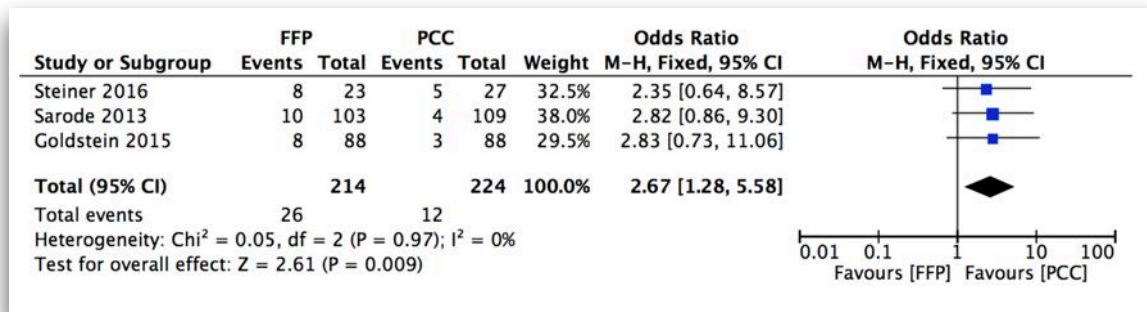 FFP PCC Odds Ratio Odds Ratio
Study or Subgroup Events Total Events Total Weight M-H, Fixed, 95% CI M-H, Fixed, 95% CI
Steiner 2016 8 23 5 27 32.5% 2.35 [0.64, 8.57]
Sarode 2013 10 103 4 109 38.0% 2.82 [0.86, 9.30]
Goldstein 2015 8 88 3 88 29.5% 2.83 [0.73, 11.06]
Total (95% CI) 214 224 100.0% 2.67 [1.28, 5.58]
Total events 26 12
Heterogeneity: Chi² = 0.05, df = 2 (P = 0.97); I² = 0%
Test for overall effect: Z = 2.61 (P = 0.009)
0.01 0.1 1 10 100
Favours [FFP] Favours [PCC]